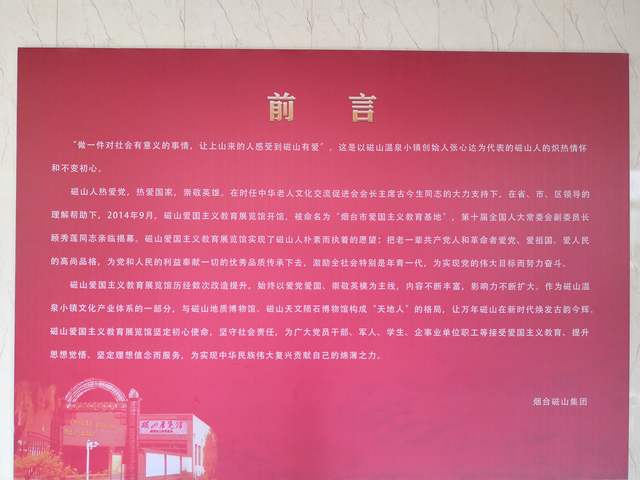 前 言
“做一件对社会有意义的事情，让上山来的人感受到磁山有爱”，这是以磁山温泉小镇创始人张心达为代表的磁山人的炽热情怀
和不变初心。
磁山人热爱党，热爱国家，崇敬英雄。在时任中华老人文化交流促进会会长主席古今生同志的大力支持下，在省、市、区领导的
理解帮助下，2014年9月，磁山爱国主义教育展览馆开馆，被命名为“烟台市爱国主义教育基地”，第十届全国人大常委会副委员长
顾秀莲同志亲临揭幕。磁山爱国主义教育展览馆实现了磁山人朴素而执着的愿望：把老一辈共产党人和革命者爱党、爱祖国、爱人民
的高尚品格，为党和人民的利益奉献一切的优秀品质传承下去，激励全社会特别是年青一代，为实现党的伟大目标而努力奋斗。
磁山爱国主义教育展览馆历经数次改造提升，始终以爱党爱国、崇敬英模为主线，内容不断丰富，影响力不断扩大。作为磁山温
泉小镇文化产业体系的一部分，与磁山地质博物馆、磁山天文陨石博物馆构成“天地人”的格局，让万年磁山在新时代焕发古韵今辉。
磁山爱国主义教育展览馆坚定初心使命，坚守社会责任，为广大党员干部、军人、学生、企事业单位职工等接受爱国主义教育、提升
思想觉悟、坚定理想信念而服务，为实现中华民族伟大复兴贡献自己的绵薄之力。
烟台磁山集团